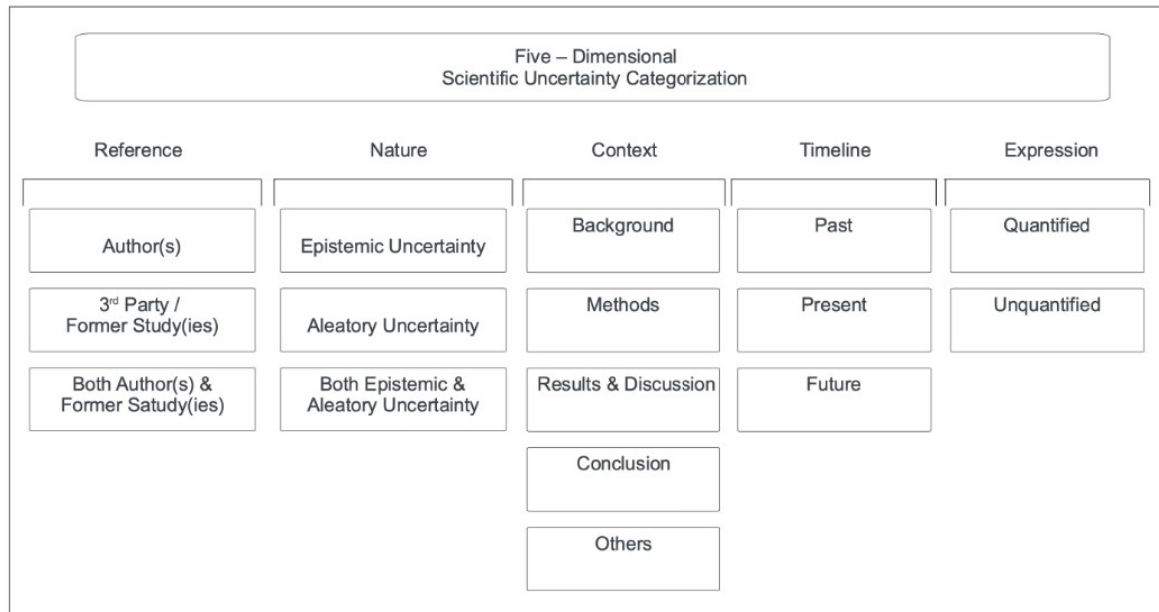 Five – Dimensional
Scientific Uncertainty Categorization
Reference
Nature
Context
Timeline
Expression
Author(s)
3rd Party /
Former Study(ies)
Both Author(s) &
Former Satudy(ies)
Epistemic Uncertainty
Aleatory Uncertainty
Both Epistemic &
Aleatory Uncertainty
Background
Methods
Results & Discussion
Conclusion
Others
Past
Present
Future
Quantified
Unquantified